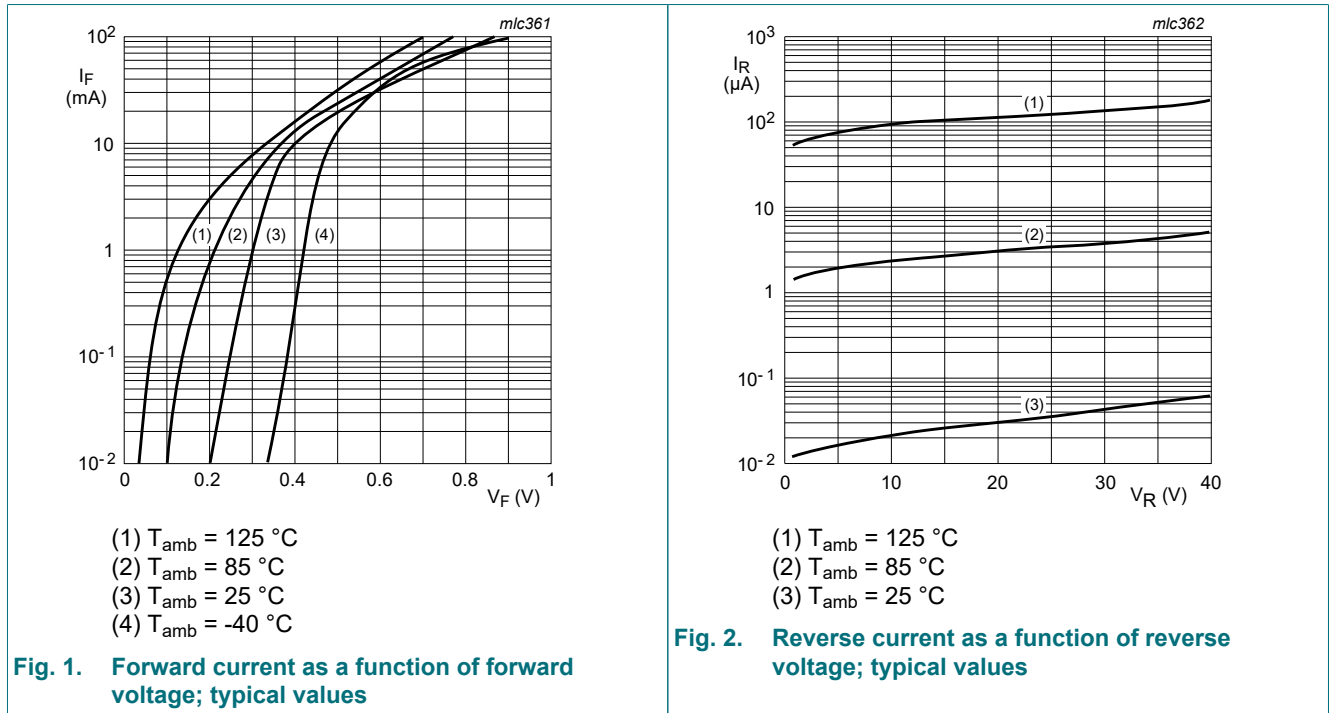 mlc361
10²
I_F
(mA)
10
1
10⁻¹
10⁻²
(1)
(2)
(3)
(4)
0
0.2
0.4
0.6
0.8
1
V_F (V)
(1) T_amb = 125 °C
(2) T_amb = 85 °C
(3) T_amb = 25 °C
(4) T_amb = -40 °C
Fig. 1. Forward current as a function of forward
voltage; typical values
mlc362
10³
I_R
(µA)
10²
10
1
10⁻¹
10⁻²
(1)
(2)
(3)
0
10
20
30
40
V_R (V)
(1) T_amb = 125 °C
(2) T_amb = 85 °C
(3) T_amb = 25 °C
Fig. 2. Reverse current as a function of reverse
voltage; typical values